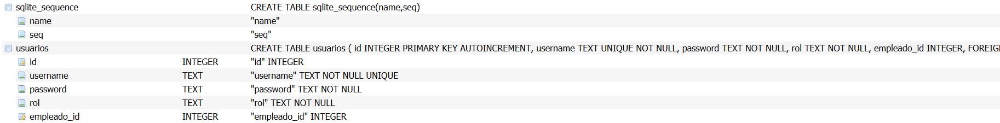 sqlite_sequence CREATE TABLE sqlite_sequence(name,seq)
name "name"
seq "seq"
usuarios CREATE TABLE usuarios ( id INTEGER PRIMARY KEY AUTOINCREMENT, username TEXT UNIQUE NOT NULL, password TEXT NOT NULL, rol TEXT NOT NULL, empleado_id INTEGER, FOREIG
id INTEGER "id" INTEGER
username TEXT "username" TEXT NOT NULL UNIQUE
password TEXT "password" TEXT NOT NULL
rol TEXT "rol" TEXT NOT NULL
empleado_id INTEGER "empleado_id" INTEGER